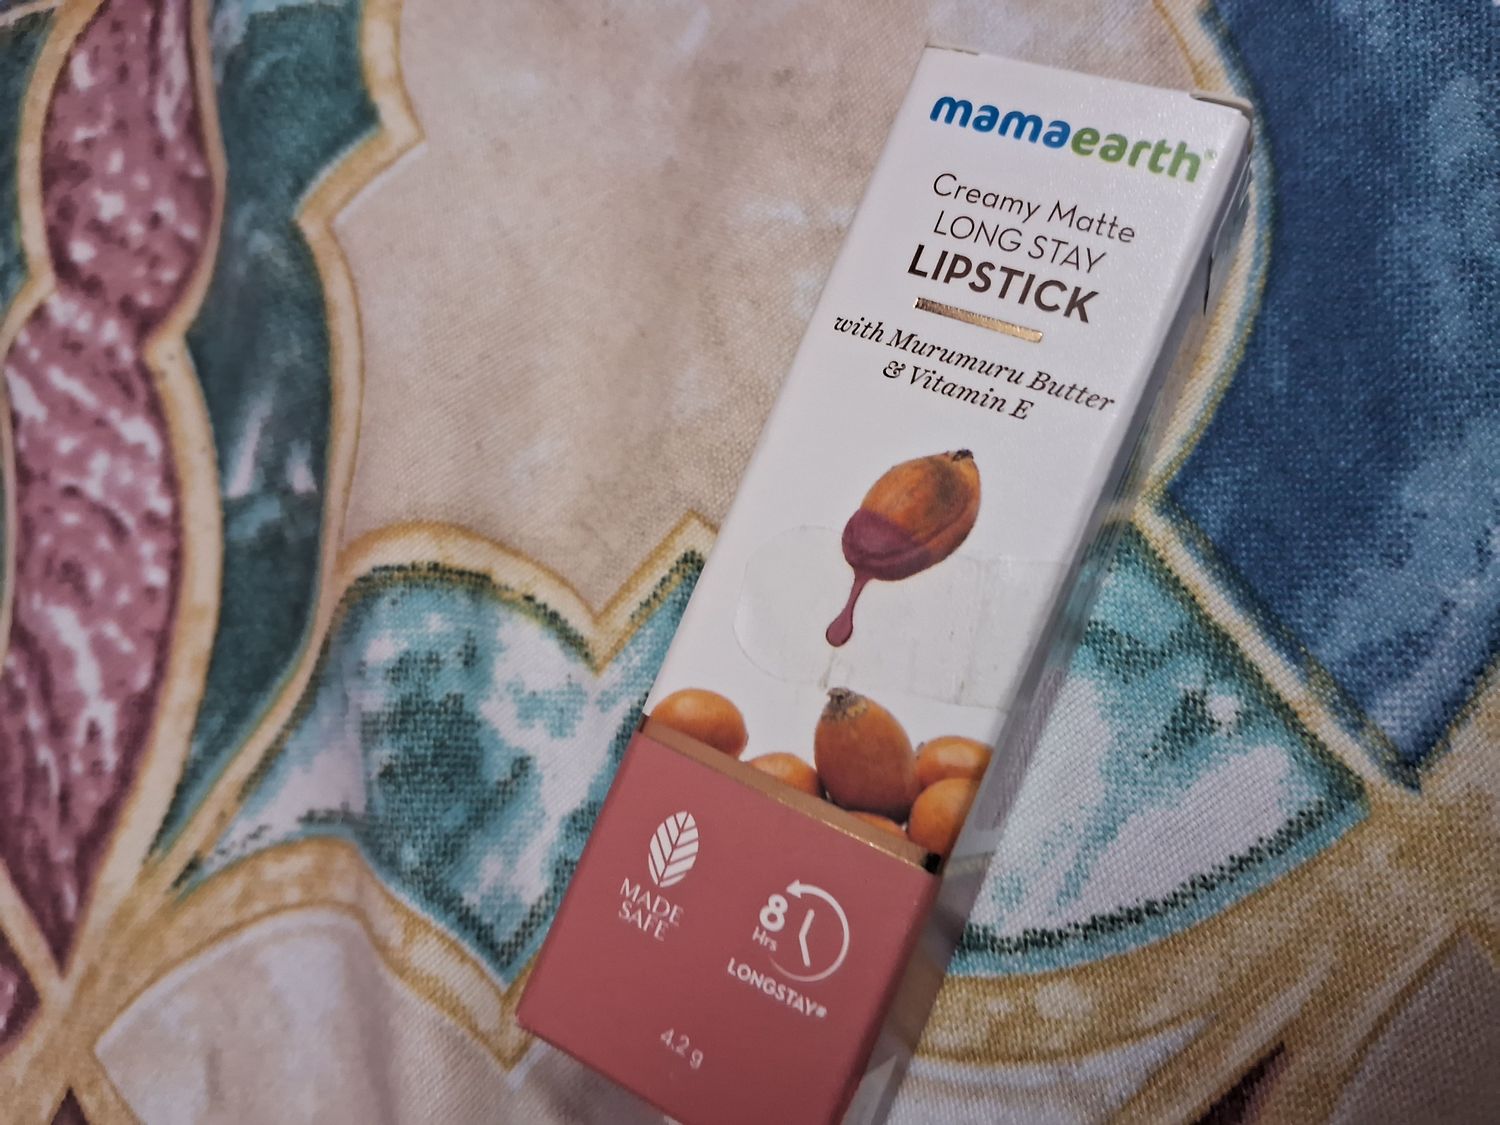 mamaearth
Creamy Matte
LONG STAY
LIPSTICK
with Murumuru Butter
& Vitamin E
MADE
SAFE
8
Hrs
LONGSTAY*
4.2 g